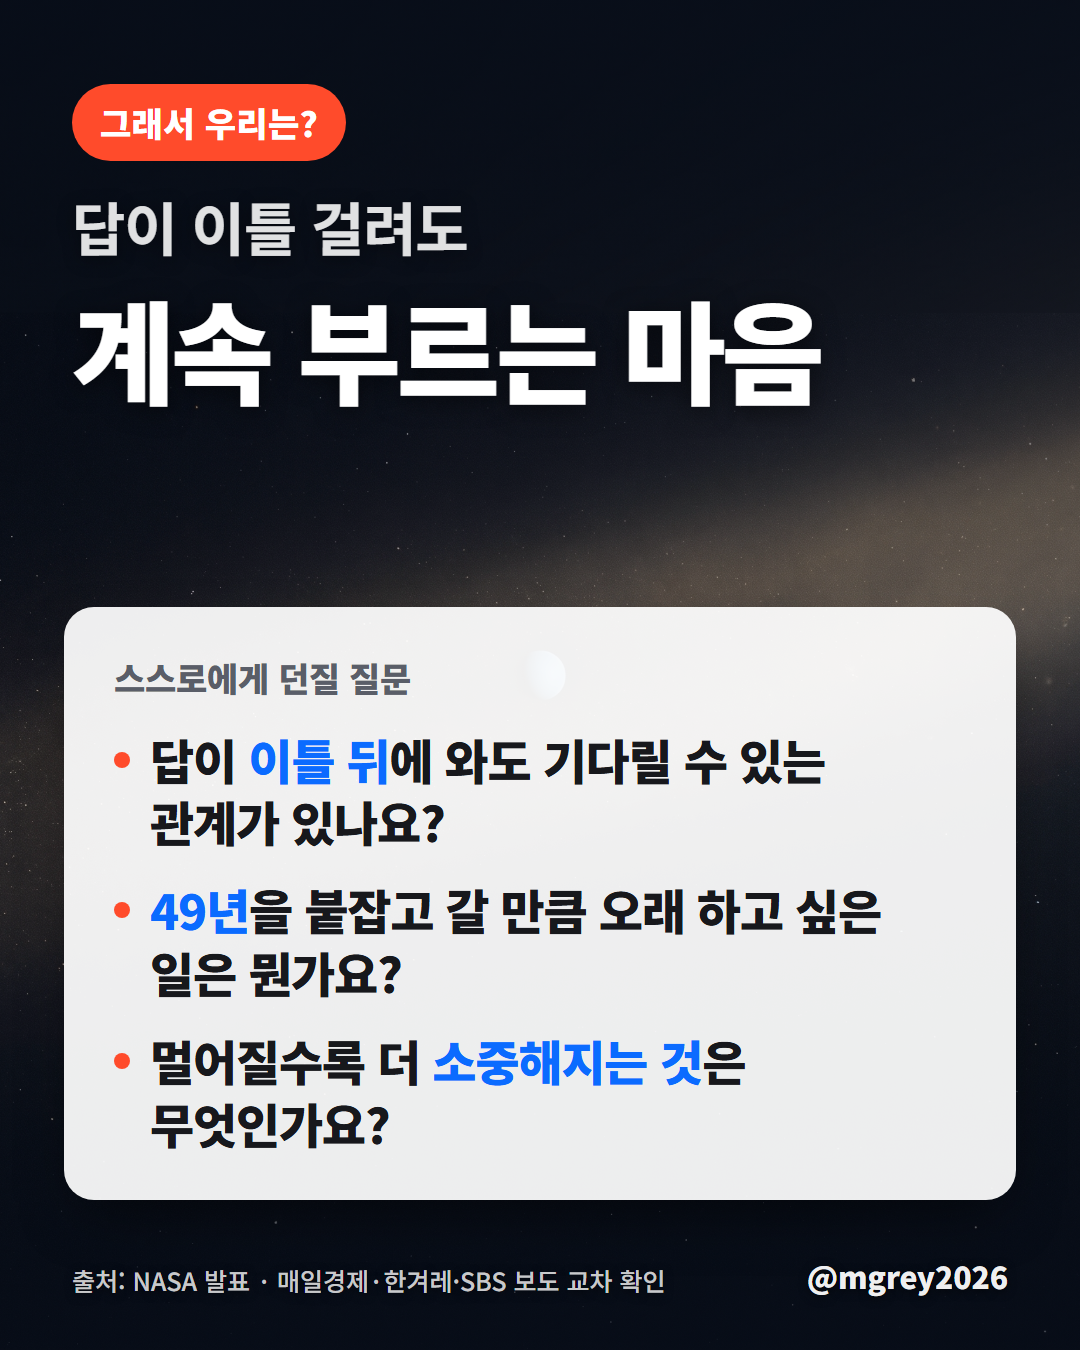 그래서 우리는?
답이 이틀 걸려도
계속 부르는 마음
스스로에게 던질 질문
• 답이 이틀 뒤에 와도 기다릴 수 있는
관계가 있나요?
• 49년을 붙잡고 갈 만큼 오래 하고 싶은
일은 뭔가요?
• 멀어질수록 더 소중해지는 것은
무엇인가요?
출처: NASA 발표 · 매일경제·한겨레·SBS 보도 교차 확인
@mgrey2026